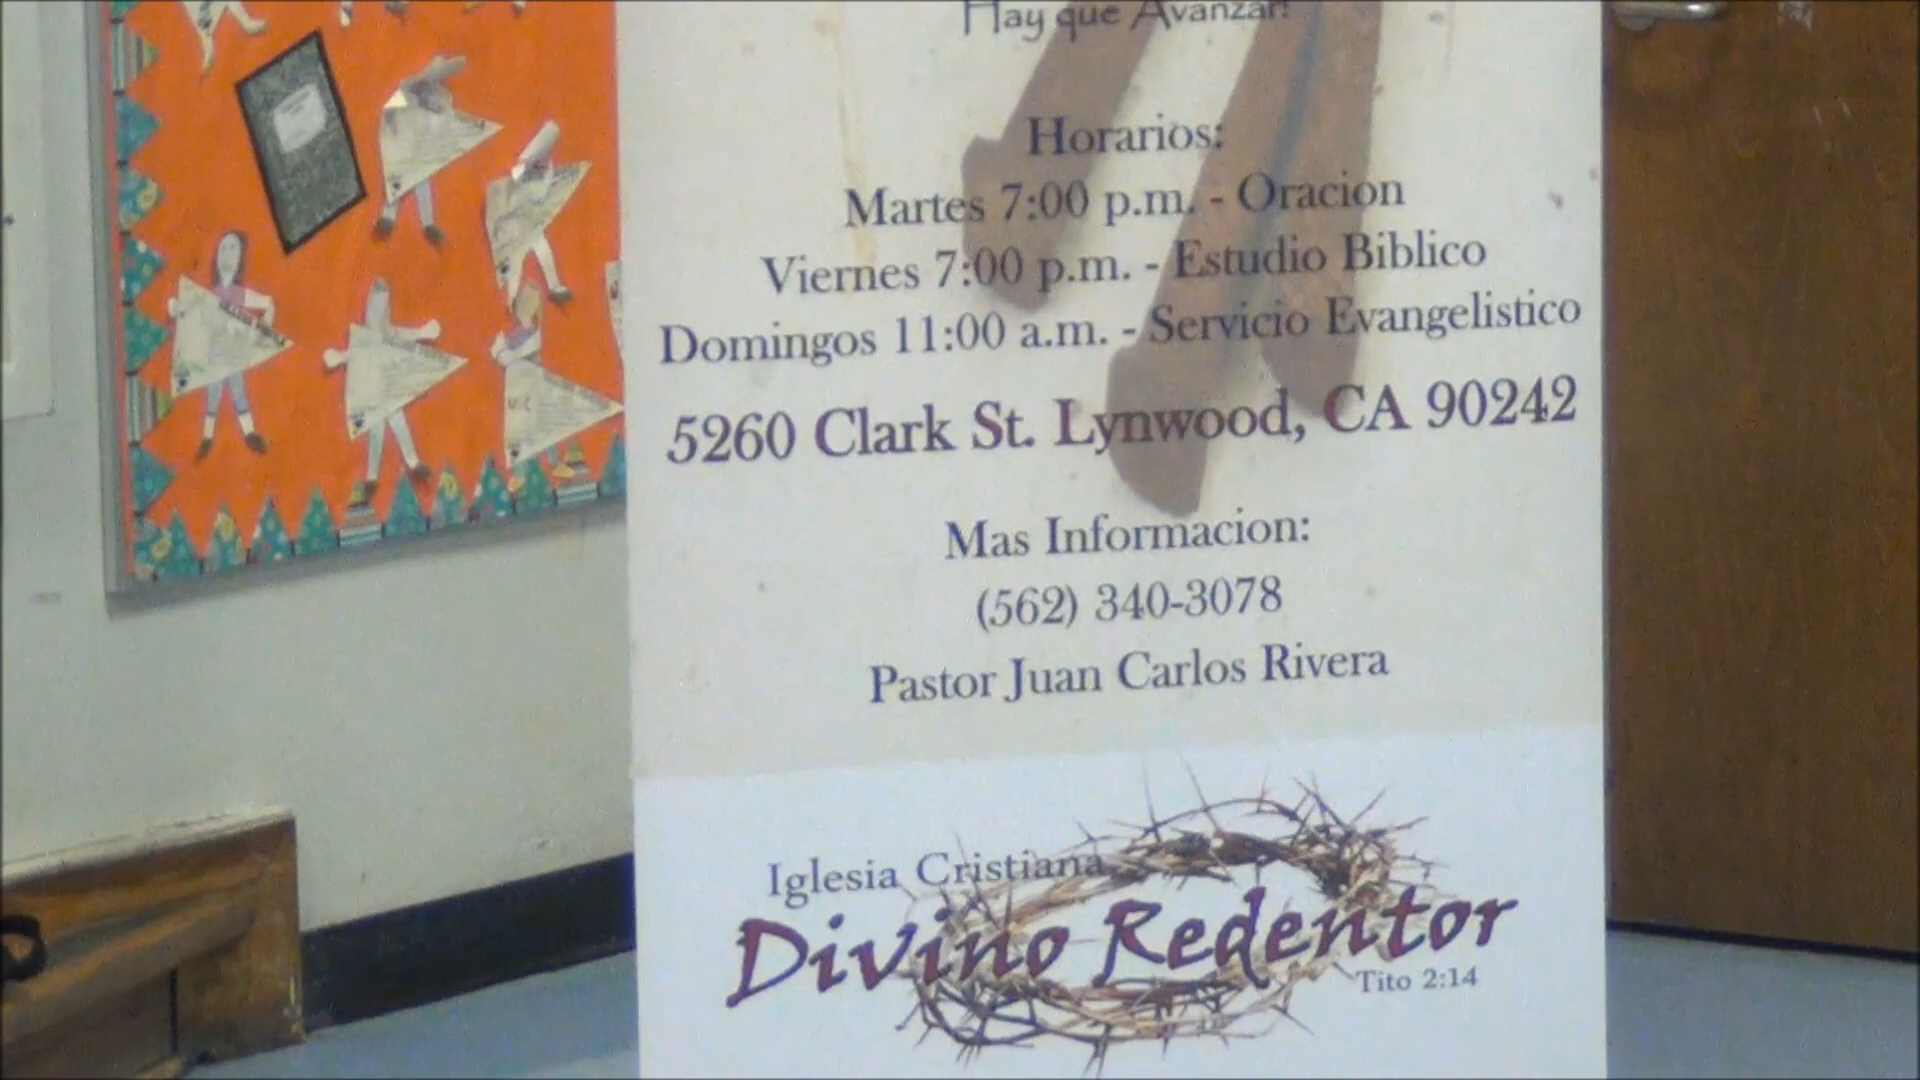 Hay que Avanzar!
Horarios:
Martes 7:00 p.m. - Oracion
Viernes 7:00 p.m. - Estudio Biblico
Domingos 11:00 a.m. - Servicio Evangelistico
5260 Clark St. Lynwood, CA 90242
Mas Informacion:
(562) 340-3078
Pastor Juan Carlos Rivera
Iglesia Cristiana
Divino Redentor
Tito 2:14